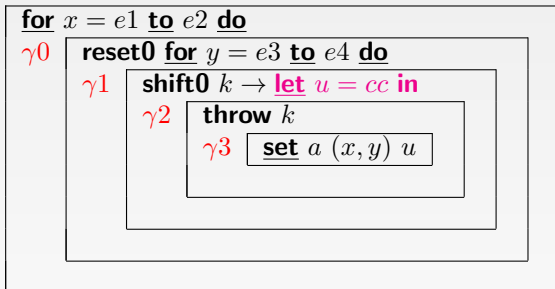 for x = e1 to e2 do
γ0 reset0 for y = e3 to e4 do
γ1 shift0 k → let u = cc in
γ2 throw k
γ3 set a (x, y) u